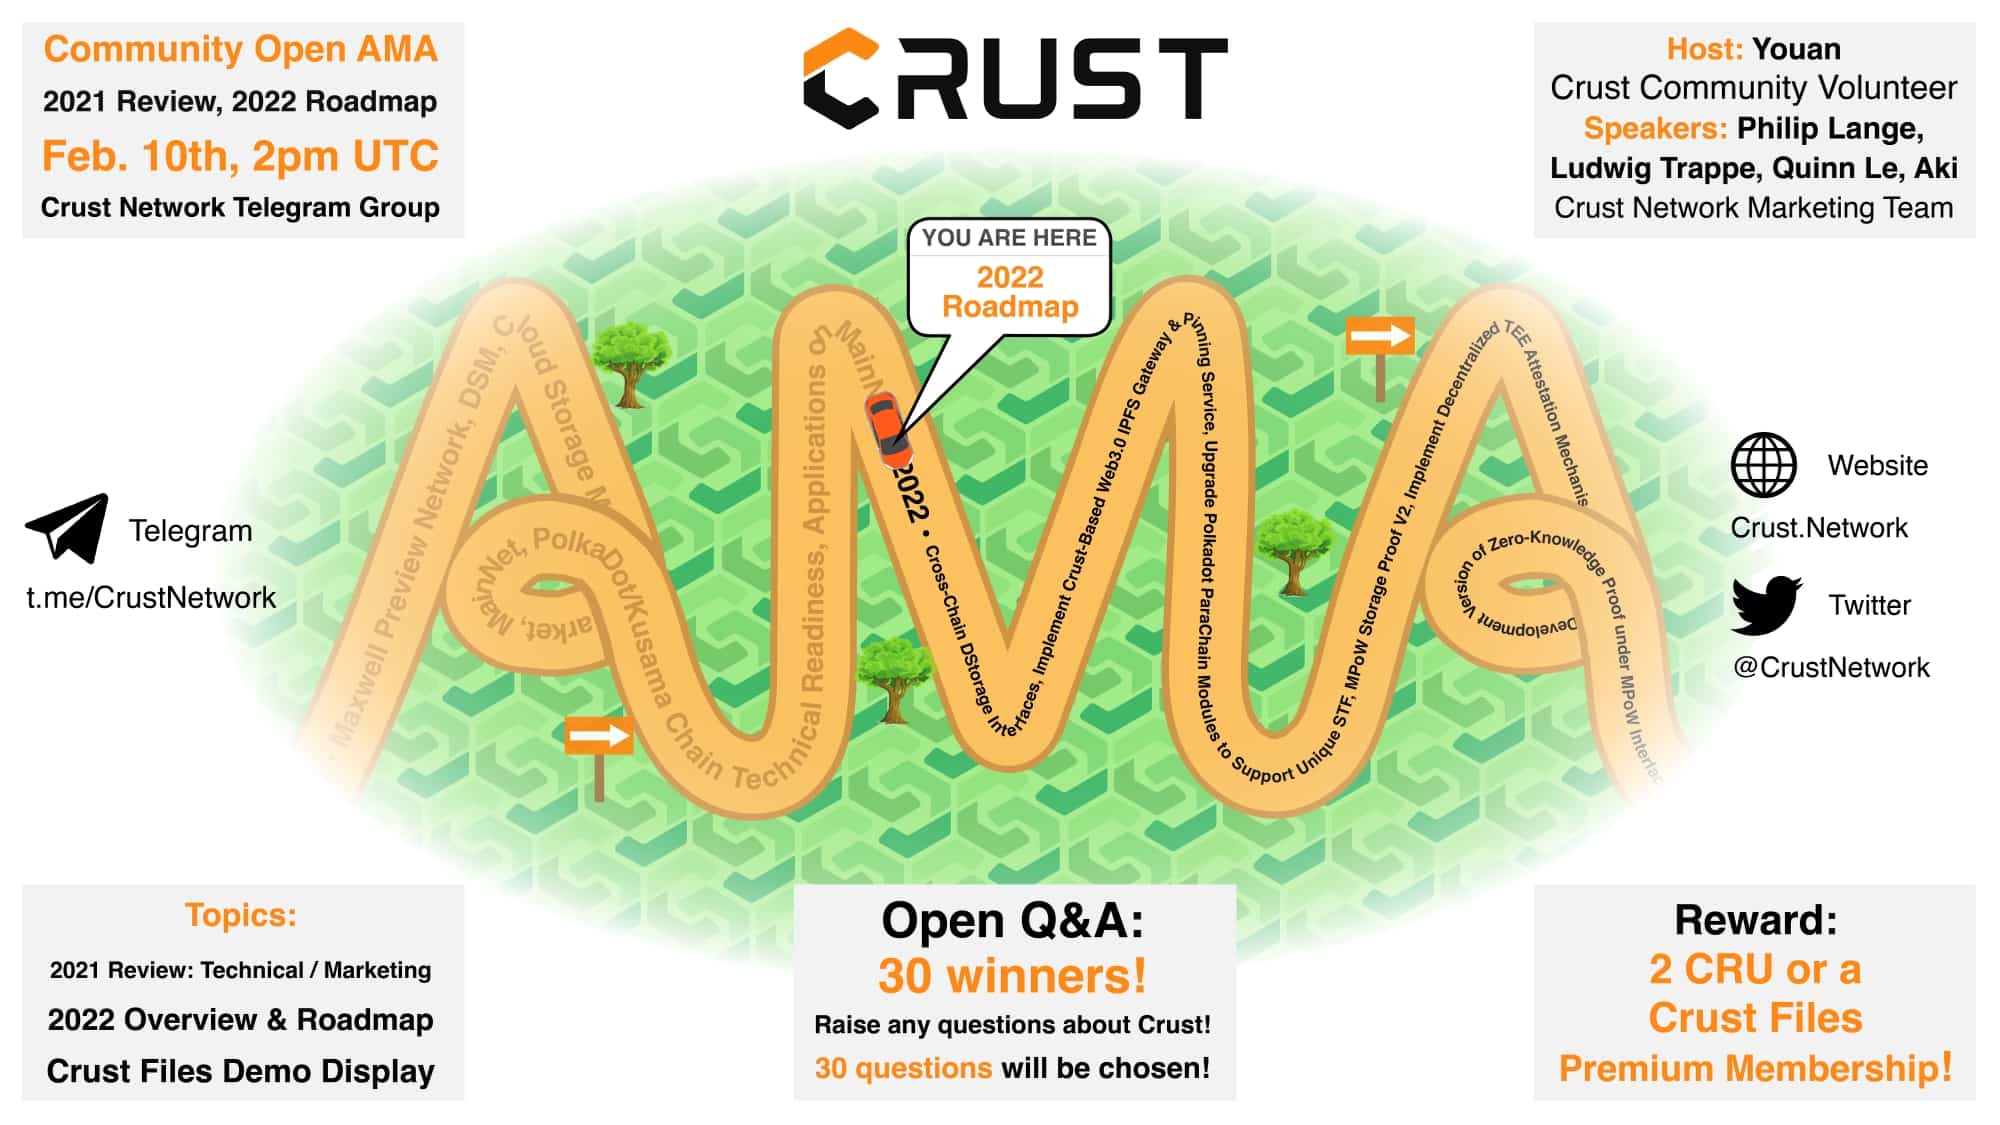 Community Open AMA
2021 Review, 2022 Roadmap
Feb. 10th, 2pm UTC
Crust Network Telegram Group
CRUST
Host: Youan
Crust Community Volunteer
Speakers: Philip Lange,
Ludwig Trappe, Quinn Le, Aki
Crust Network Marketing Team
YOU ARE HERE
2022
Roadmap
Maxwell Preview Network, DSM, Cloud Storage Market, MainNet, PolkaDot/Kusama Chain Technical Readiness, Applications on MainN
2022 • Cross-Chain DStorage Interfaces, Implement Crust-Based Web3.0 IPFS Gateway & Pinning Service, Upgrade Polkadot ParaChain Modules to Support Unique STF, MPoW Storage Proof V2, Implement Decentralized TEE Attestation Mechanis
Development Version of Zero-Knowledge Proof under MPoW Interfac
Telegram
t.me/CrustNetwork
Website
Crust.Network
Twitter
@CrustNetwork
Topics:
2021 Review: Technical / Marketing
2022 Overview & Roadmap
Crust Files Demo Display
Open Q&A:
30 winners!
Raise any questions about Crust!
30 questions will be chosen!
Reward:
2 CRU or a
Crust Files
Premium Membership!